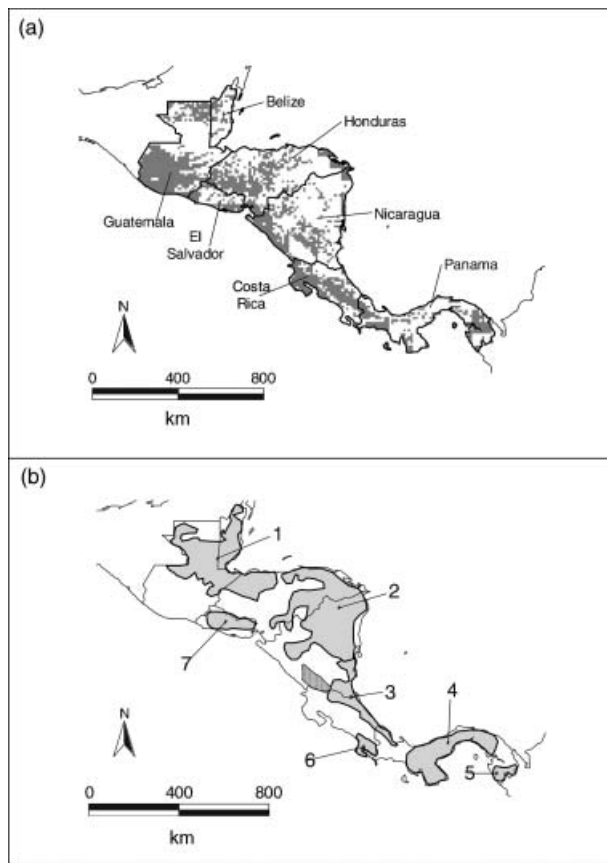 (a)
Belize
Honduras
Guatemala
El
Salvador
Nicaragua
Costa
Rica
Panama
N
0 400 800
km
(b)
1
2
7
3
4
6
5
N
0 400 800
km